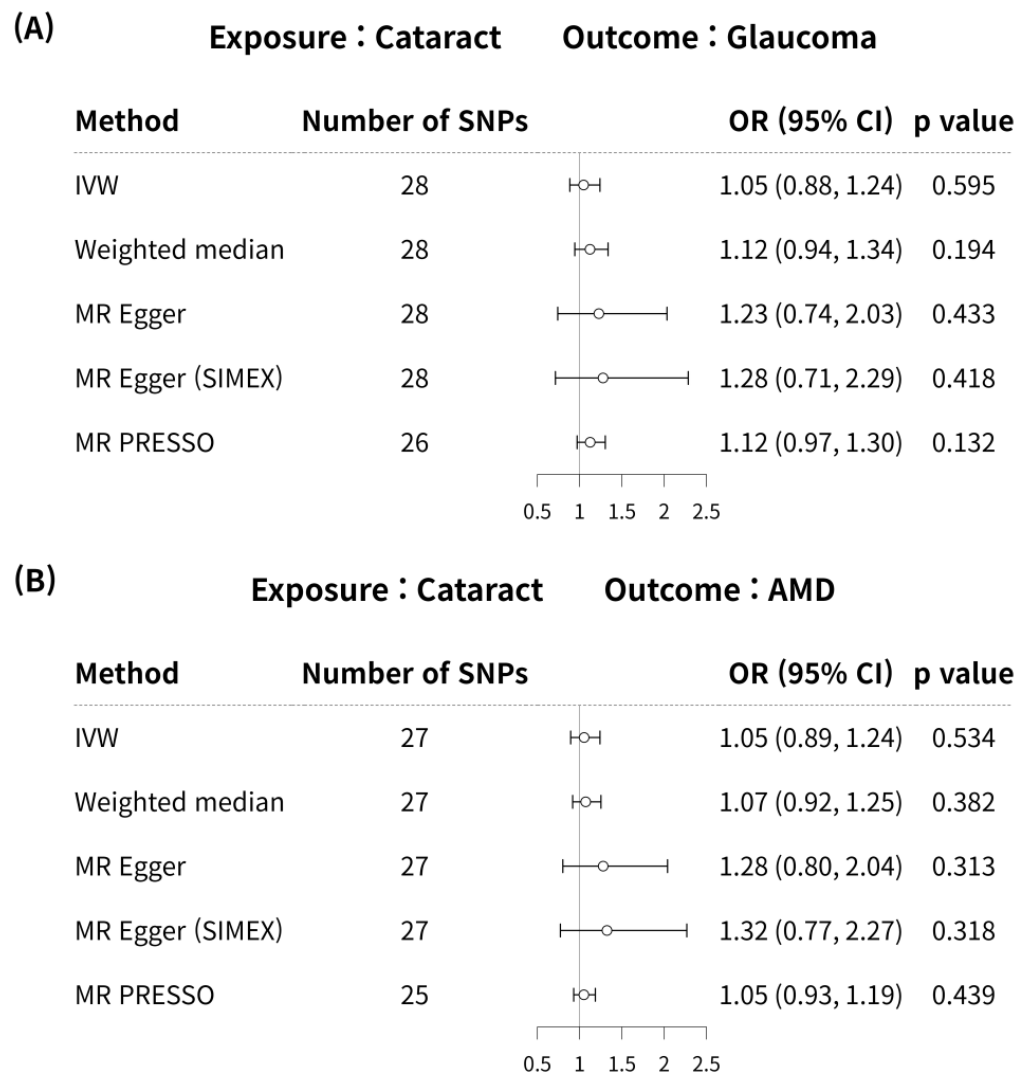 (A)
Exposure : Cataract Outcome : Glaucoma
Method Number of SNPs OR (95% CI) p value
IVW 28 1.05 (0.88, 1.24) 0.595
Weighted median 28 1.12 (0.94, 1.34) 0.194
MR Egger 28 1.23 (0.74, 2.03) 0.433
MR Egger (SIMEX) 28 1.28 (0.71, 2.29) 0.418
MR PRESSO 26 1.12 (0.97, 1.30) 0.132
0.5 1 1.5 2 2.5
(B)
Exposure : Cataract Outcome : AMD
Method Number of SNPs OR (95% CI) p value
IVW 27 1.05 (0.89, 1.24) 0.534
Weighted median 27 1.07 (0.92, 1.25) 0.382
MR Egger 27 1.28 (0.80, 2.04) 0.313
MR Egger (SIMEX) 27 1.32 (0.77, 2.27) 0.318
MR PRESSO 25 1.05 (0.93, 1.19) 0.439
0.5 1 1.5 2 2.5